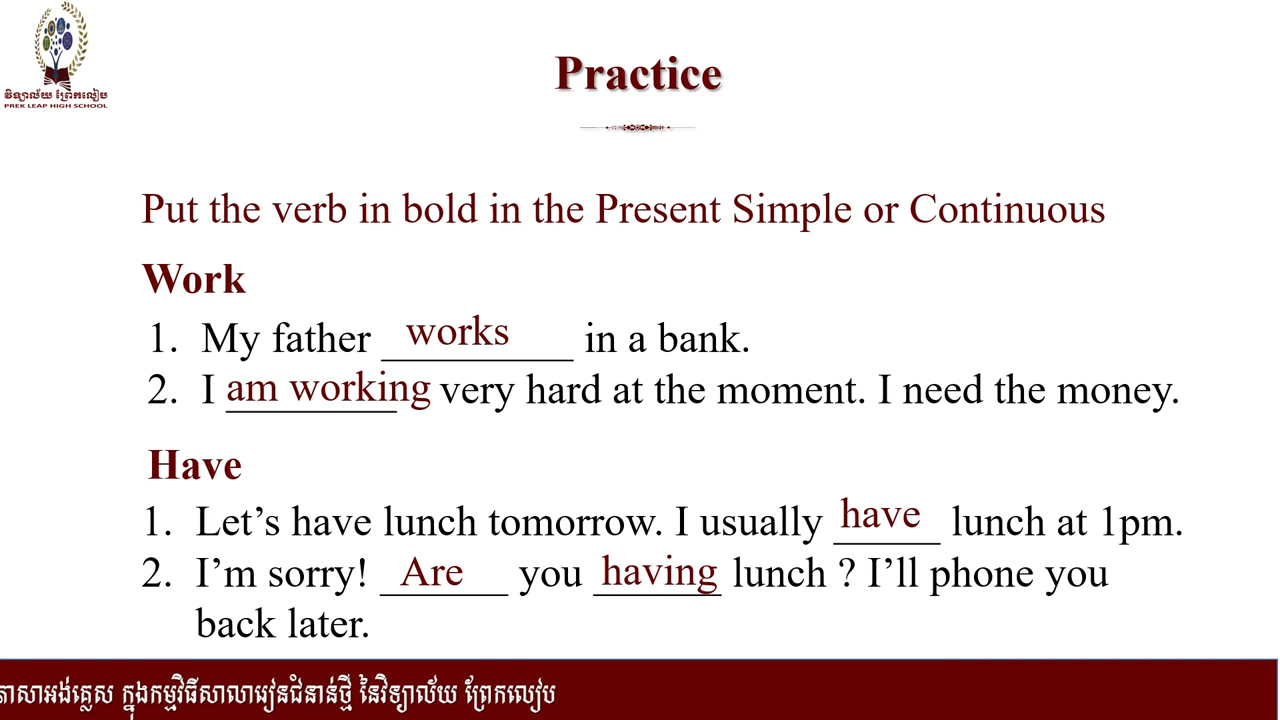 វិទ្យាល័យ ព្រែកលៀប
PREK LEAP HIGH SCHOOL
Practice
Put the verb in bold in the Present Simple or Continuous
Work
1. My father works in a bank.
2. I am working very hard at the moment. I need the money.
Have
1. Let’s have lunch tomorrow. I usually have lunch at 1pm.
2. I’m sorry! Are you having lunch ? I’ll phone you
back later.
ភាសាអង់គ្លេស ក្នុងកម្មវិធីសាលារៀនជំនាន់ថ្មី នៃវិទ្យាល័យ ព្រែកលៀប